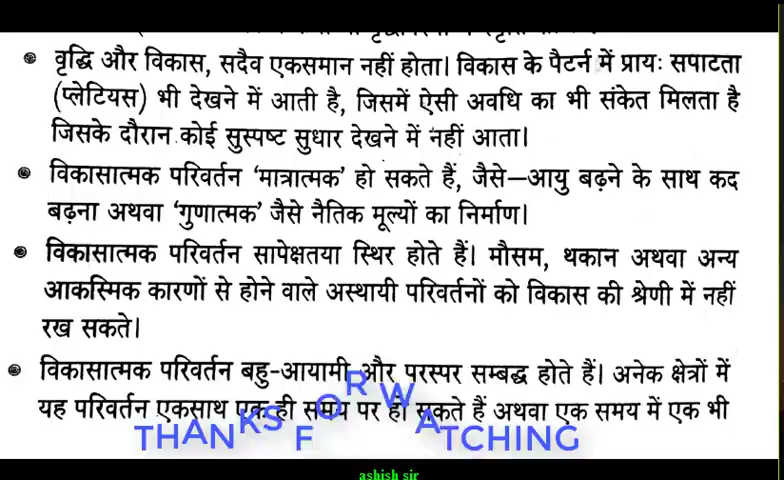 • वृद्धि और विकास, सदैव एकसमान नहीं होता। विकास के पैटर्न में प्रायः सपाटता
(प्लेटियस) भी देखने में आती है, जिसमें ऐसी अवधि का भी संकेत मिलता है
जिसके दौरान कोई सुस्पष्ट सुधार देखने में नहीं आता।
• विकासात्मक परिवर्तन ‘मात्रात्मक’ हो सकते हैं, जैसे—आयु बढ़ने के साथ कद
बढ़ना अथवा ‘गुणात्मक’ जैसे नैतिक मूल्यों का निर्माण।
• विकासात्मक परिवर्तन सापेक्षतया स्थिर होते हैं। मौसम, थकान अथवा अन्य
आकस्मिक कारणों से होने वाले अस्थायी परिवर्तनों को विकास की श्रेणी में नहीं
रख सकते।
• विकासात्मक परिवर्तन बहु-आयामी और परस्पर सम्बद्ध होते हैं। अनेक क्षेत्रों में
यह परिवर्तन एकसाथ एक ही समय पर हो सकते हैं अथवा एक समय में एक भी
THANKS FOR WATCHING
ashish sir